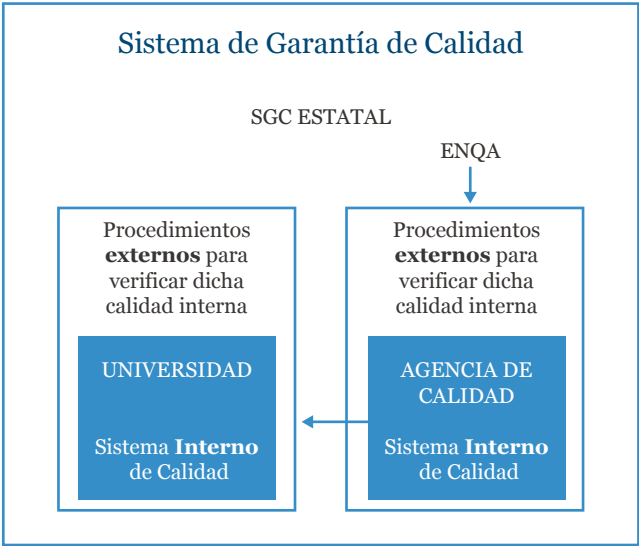 Sistema de Garantía de Calidad
SGC ESTATAL
ENQA
Procedimientos
externos para
verificar dicha
calidad interna
UNIVERSIDAD
Sistema Interno
de Calidad
Procedimientos
externos para
verificar dicha
calidad interna
AGENCIA DE
CALIDAD
Sistema Interno
de Calidad